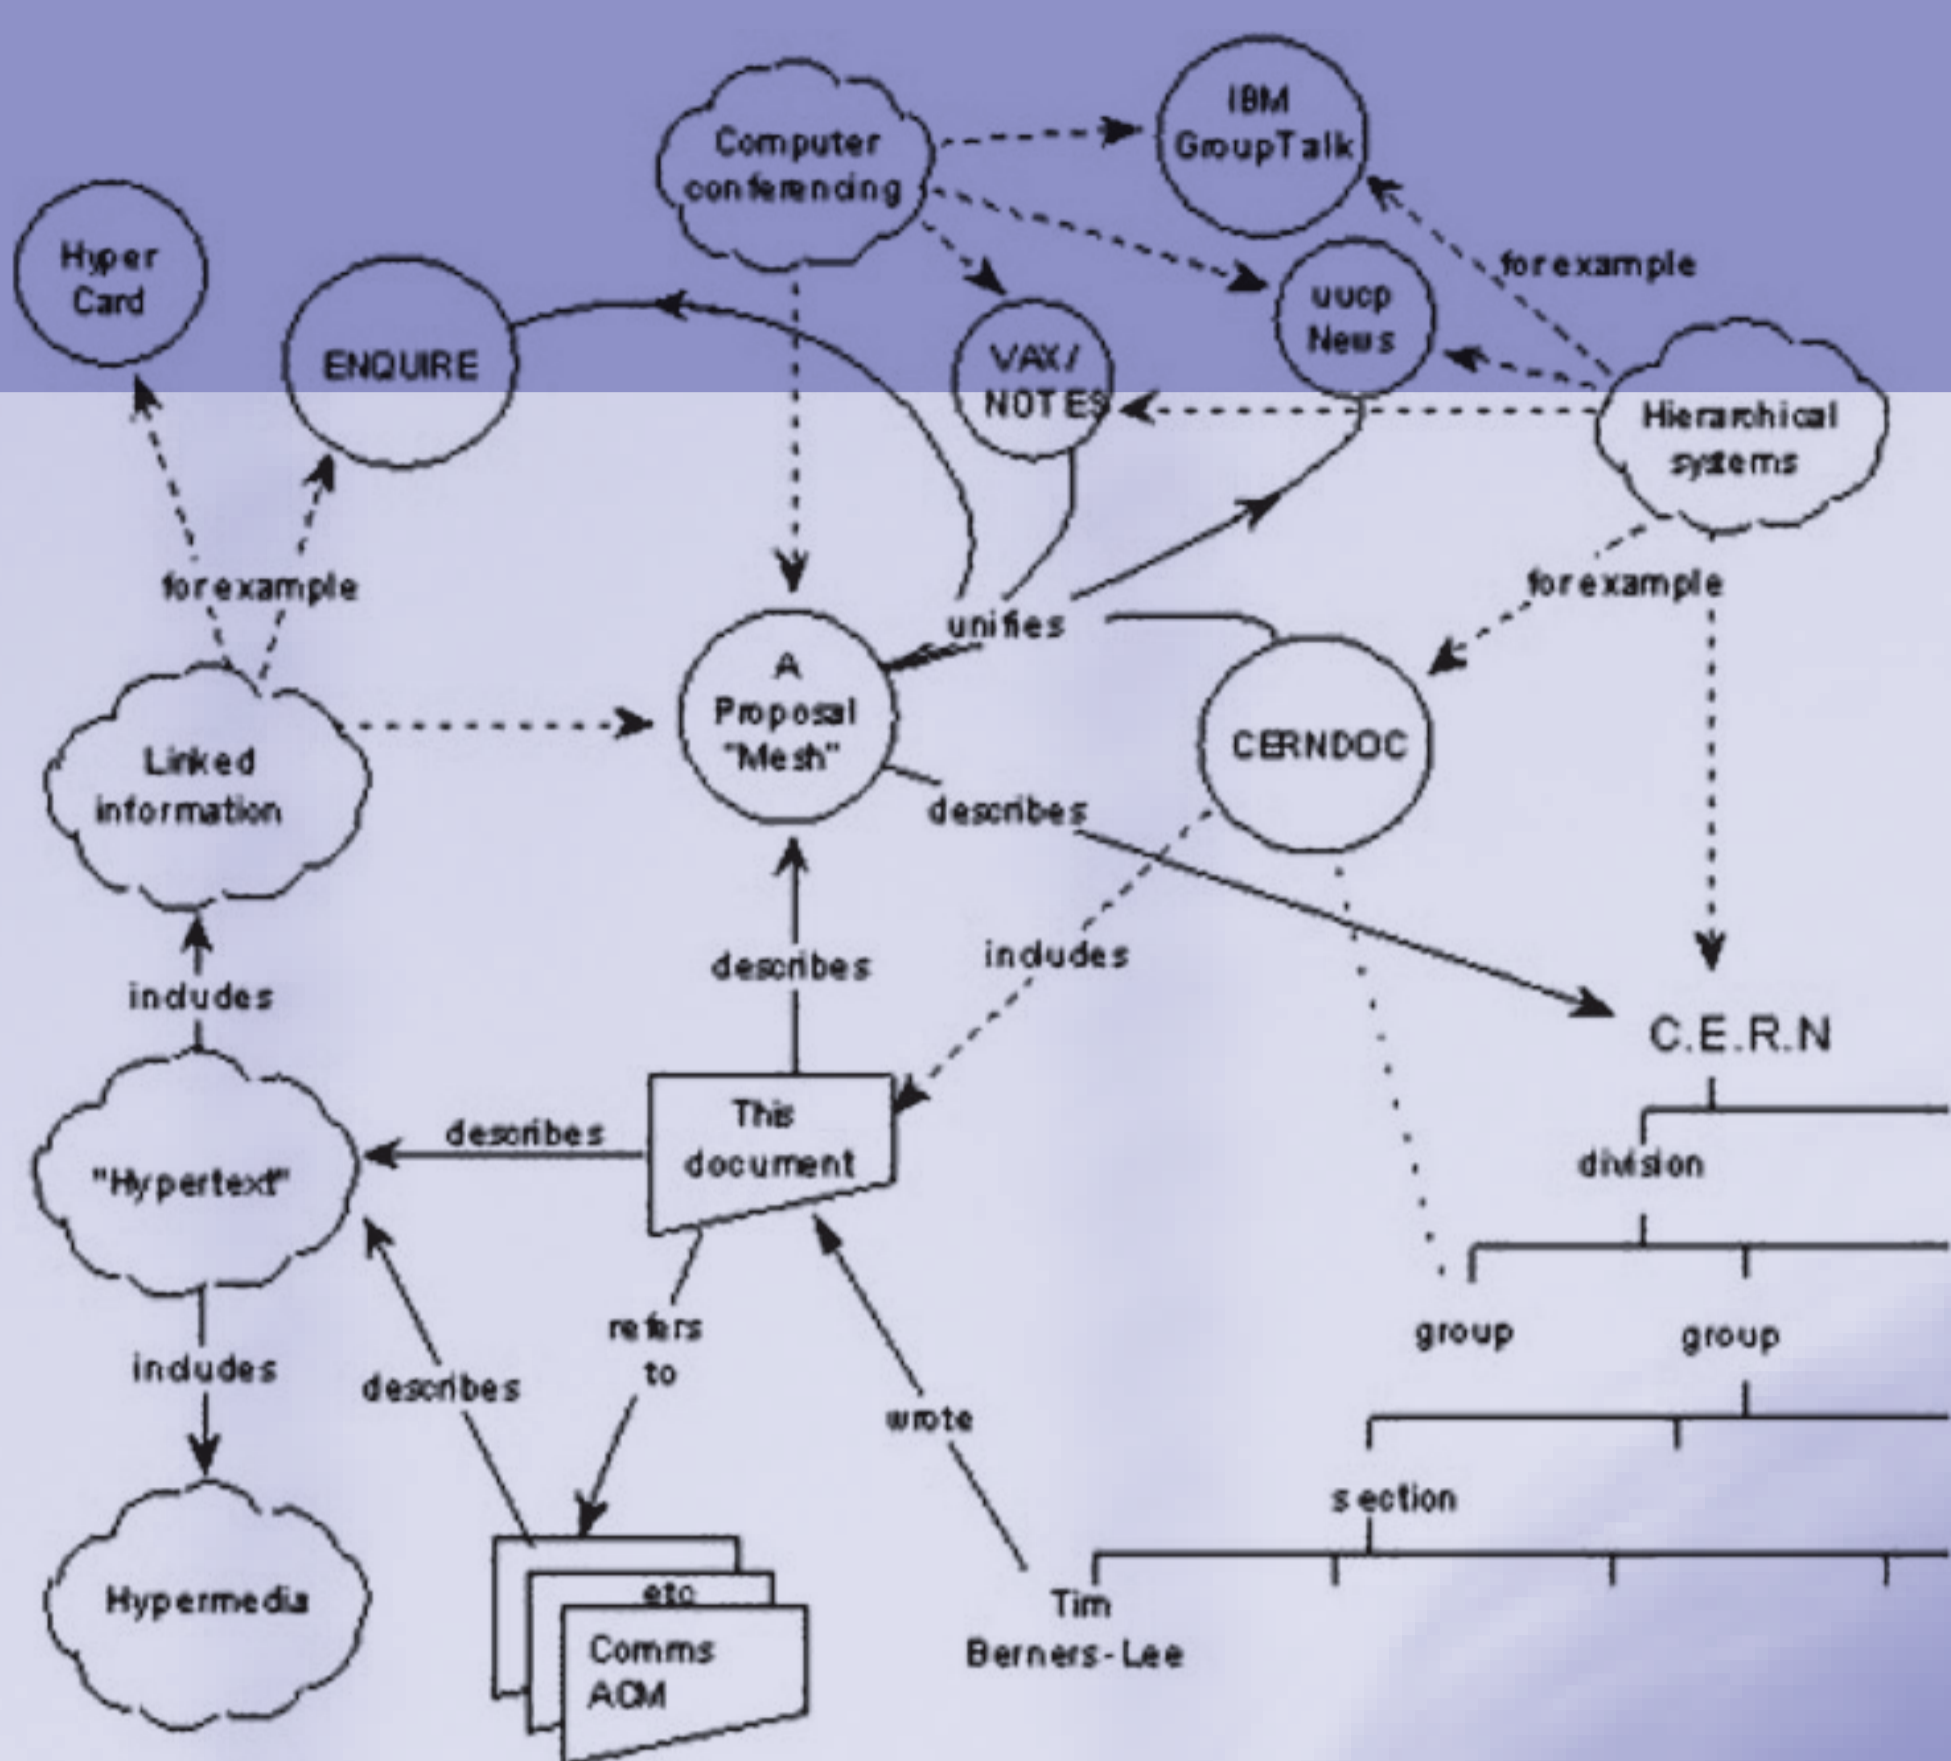 IBM
GroupTalk
Computer
conferencing
Hyper
Card
for example
uucp
News
ENQUIRE
VAX/
NOTES
Hierarchical
systems
for example
for example
unifies
A
Proposal
"Mesh"
CERNDOC
Linked
information
describes
describes
includes
includes
C.E.R.N
This
document
describes
division
"Hypertext"
refers
to
group
group
includes
describes
wrote
section
Hypermedia
etc
Tim
Berners-Lee
Comms
ACM